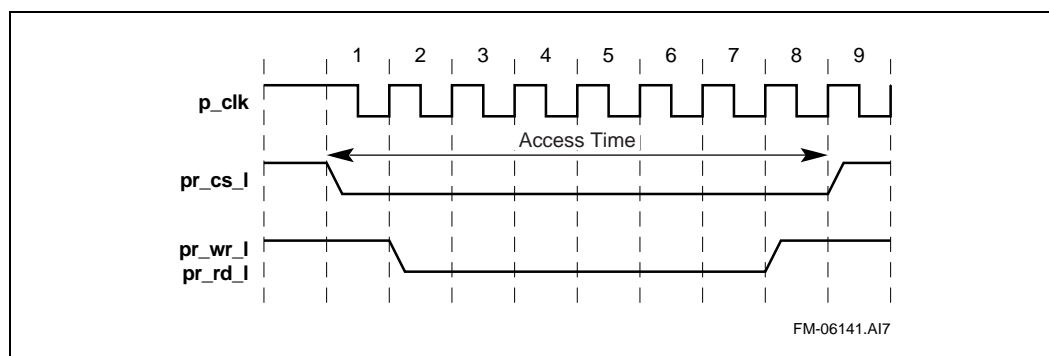 1 2 3 4 5 6 7 8 9
p_clk
Access Time
pr_cs_l
pr_wr_l
pr_rd_l
FM-06141.AI7